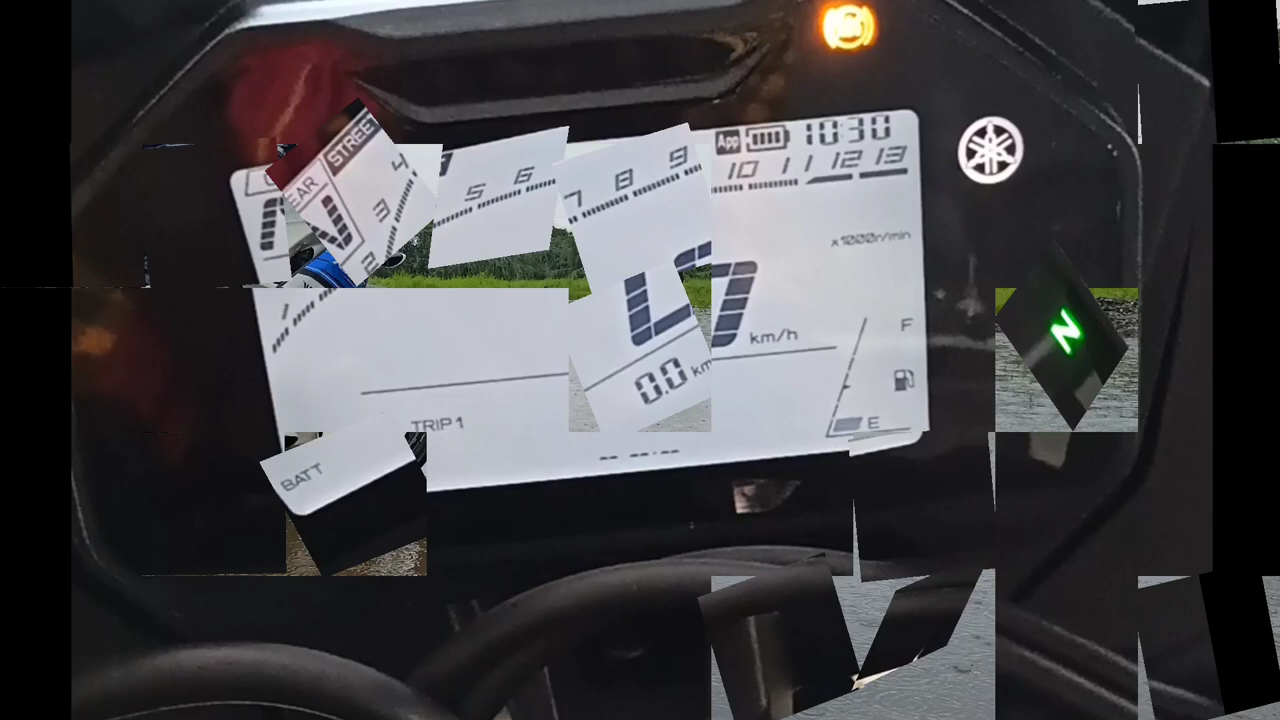 STREET
EAR
App 10:30
1 2 3 4 5 6 7 8 9 10 11 12 13
x1000r/min
km/h
0.0 km
F
TRIP 1
E
BATT
N